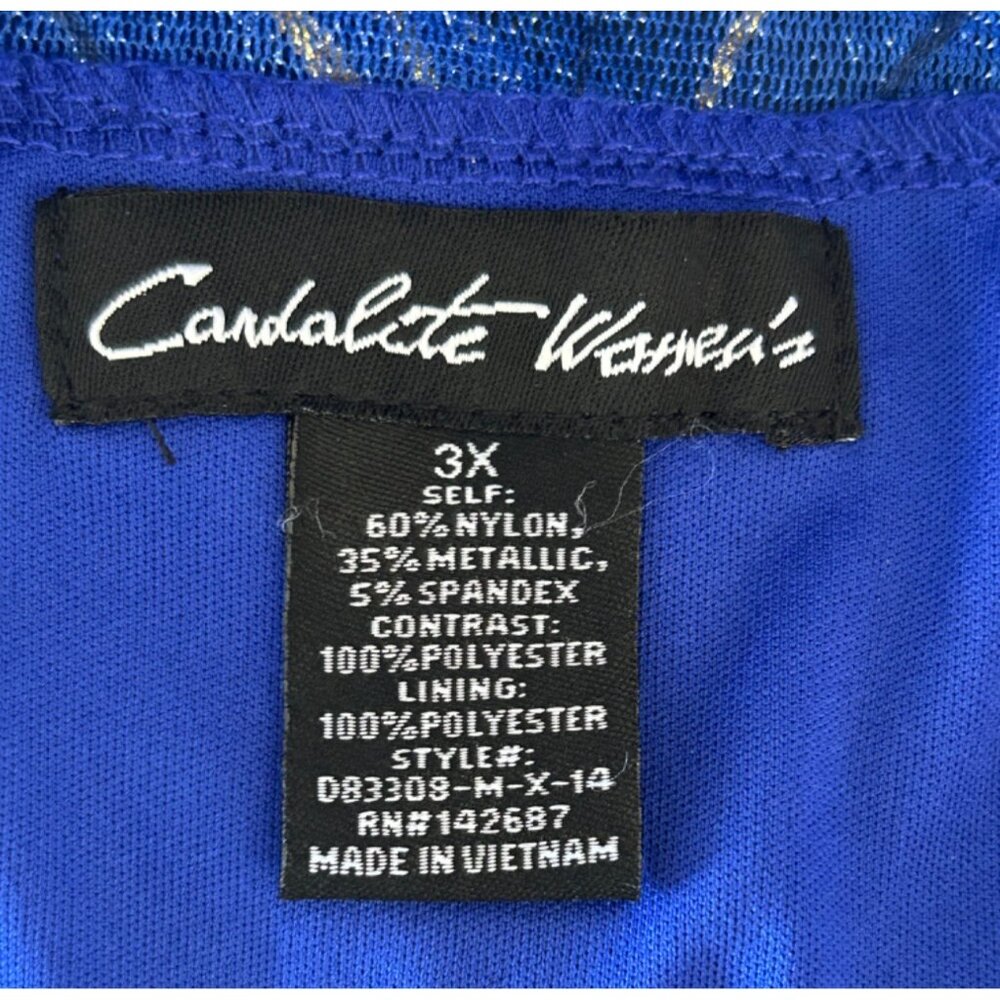 Candalite Women's
3X
SELF:
60% NYLON,
35% METALLIC,
5% SPANDEX
CONTRAST:
100% POLYESTER
LINING:
100% POLYESTER
STYLE#:
D83308-M-X-14
RN#142687
MADE IN VIETNAM